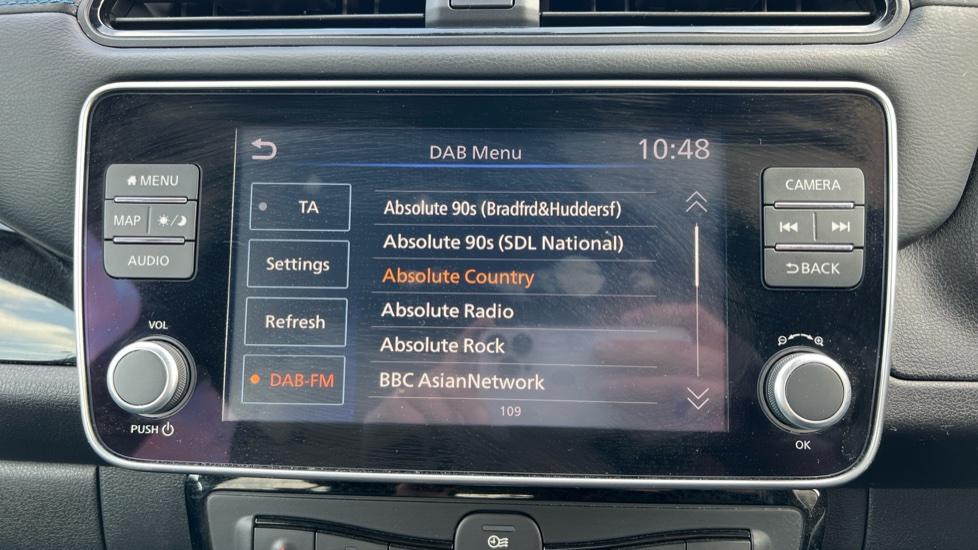 DAB Menu
10:48
TA
Settings
Refresh
DAB-FM
Absolute 90s (Bradfrd&Huddersf)
Absolute 90s (SDL National)
Absolute Country
Absolute Radio
Absolute Rock
BBC AsianNetwork
109
MENU
MAP
AUDIO
VOL
PUSH
CAMERA
BACK
OK